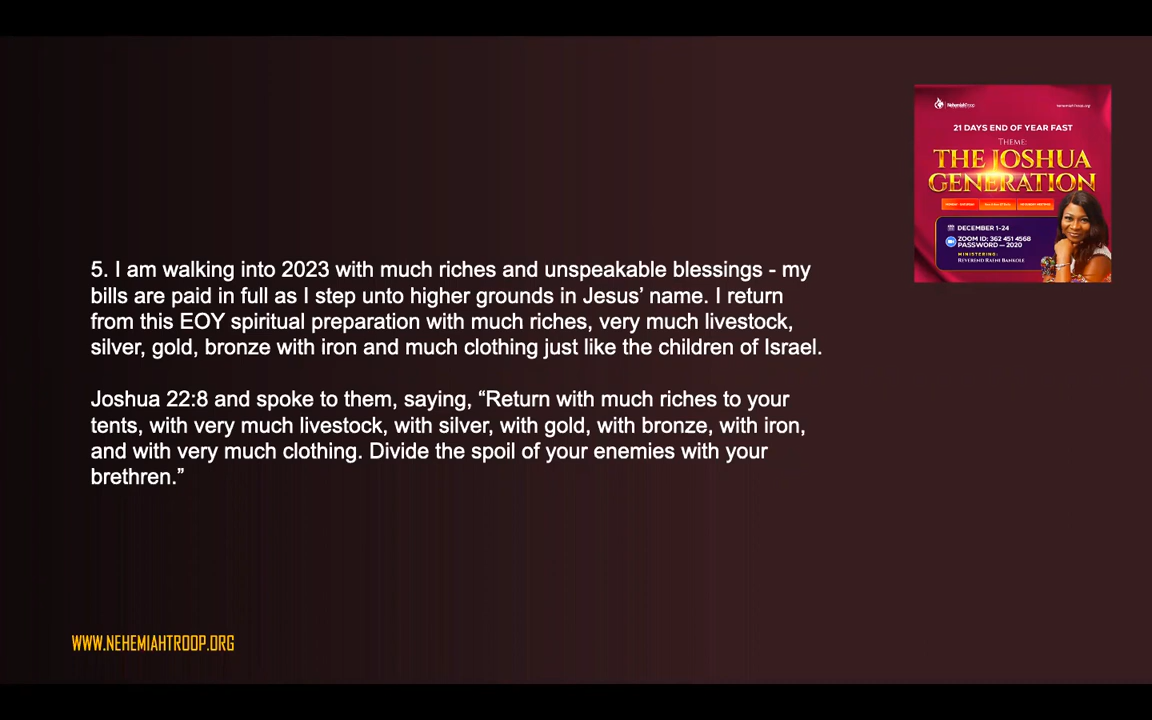 5. I am walking into 2023 with much riches and unspeakable blessings - my
bills are paid in full as I step unto higher grounds in Jesus’ name. I return
from this EOY spiritual preparation with much riches, very much livestock,
silver, gold, bronze with iron and much clothing just like the children of Israel.
Joshua 22:8 and spoke to them, saying, “Return with much riches to your
tents, with very much livestock, with silver, with gold, with bronze, with iron,
and with very much clothing. Divide the spoil of your enemies with your
brethren.”
WWW.NEHEMIAHTROOP.ORG
NehemiahTroop
nehemiahtroop.org
21 DAYS END OF YEAR FAST
THEME:
THE JOSHUA
GENERATION
DECEMBER 1-24
ZOOM ID: 362 451 4568
PASSWORD — 2020
MINISTERING:
REVEREND RATHI BANSOLE